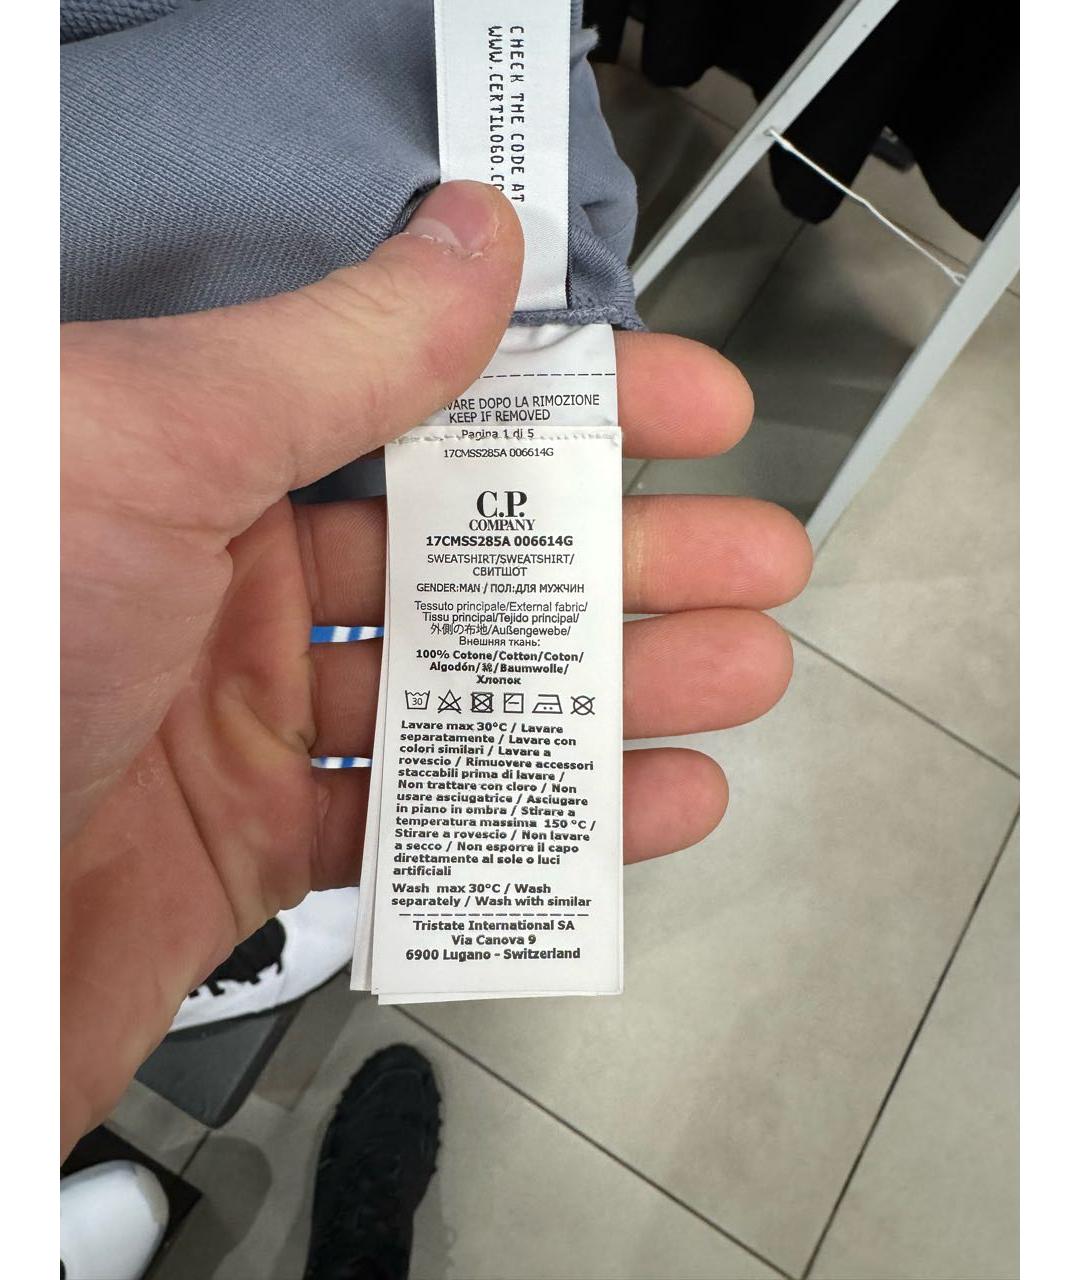 CHECK THE CODE AT
WWW.CERTILOGO.CO
VARE DOPO LA RIMOZIONE
KEEP IF REMOVED
Pagina 1 di 5
17CMSS285A 006614G
C.P.
COMPANY
17CMSS285A 006614G
SWEATSHIRT/SWEATSHIRT/
СВИТШОТ
GENDER:MAN / ПОЛ:ДЛЯ МУЖЧИН
Tessuto principale/External fabric/
Tissu principal/Tejido principal/
外側の布地/Außengewebe/
Внешняя ткань:
100% Cotone/Cotton/Coton/
Algodón/綿/Baumwolle/
Хлопок
30
Lavare max 30°C / Lavare
separatamente / Lavare con
colori similari / Lavare a
rovescio / Rimuovere accessori
staccabili prima di lavare /
Non trattare con cloro / Non
usare asciugatrice / Asciugare
in piano in ombra / Stirare a
temperatura massima 150 °C /
Stirare a rovescio / Non lavare
a secco / Non esporre il capo
direttamente al sole o luci
artificiali
Wash max 30°C / Wash
separately / Wash with similar
Tristate International SA
Via Canova 9
6900 Lugano - Switzerland